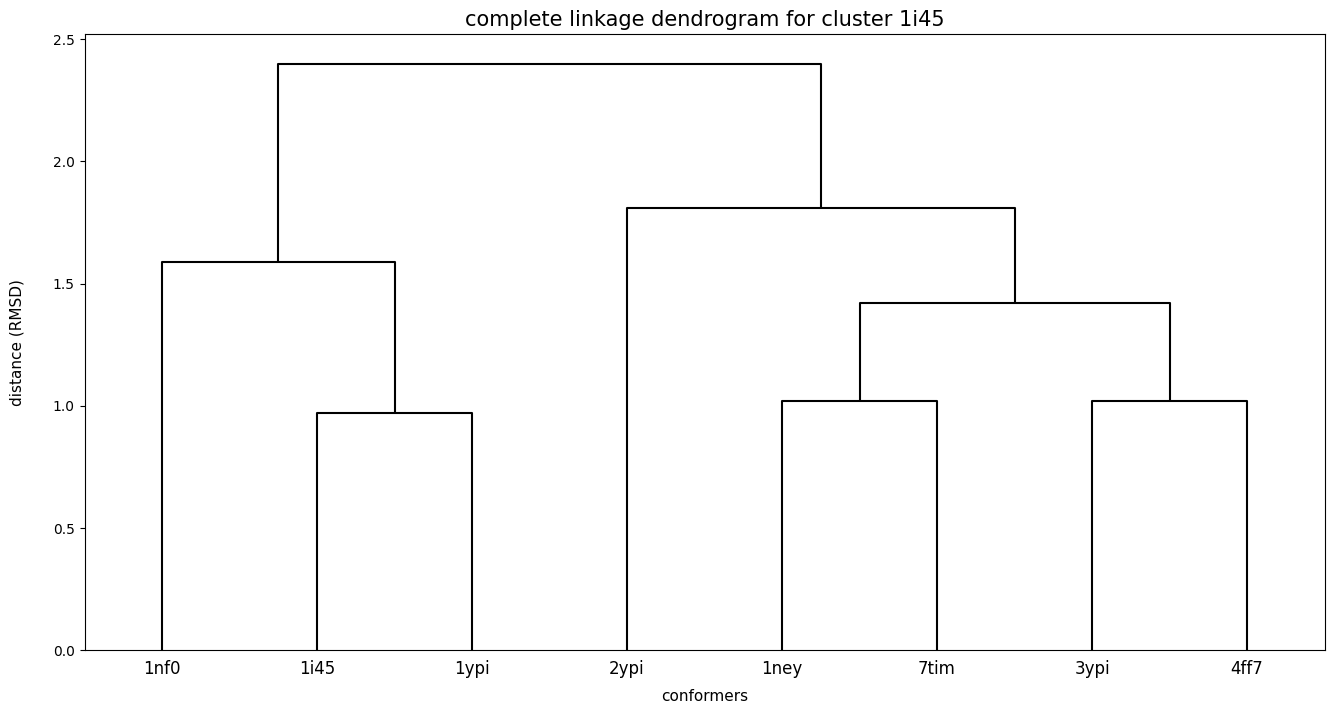 complete linkage dendrogram for cluster 1i45
2.5
2.0
1.5
1.0
0.5
0.0
distance (RMSD)
1nf0 1i45 1ypi 2ypi 1ney 7tim 3ypi 4ff7
conformers